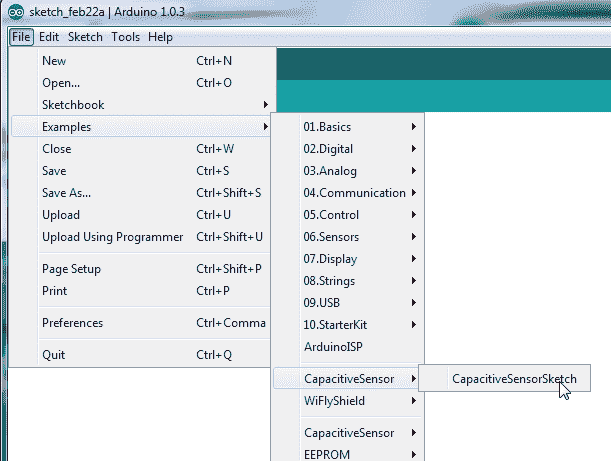 sketch_feb22a | Arduino 1.0.3
File Edit Sketch Tools Help
New Ctrl+N
Open... Ctrl+O
Sketchbook
Examples
Close Ctrl+W
Save Ctrl+S
Save As... Ctrl+Shift+S
Upload Ctrl+U
Upload Using Programmer Ctrl+Shift+U
Page Setup Ctrl+Shift+P
Print Ctrl+P
Preferences Ctrl+Comma
Quit Ctrl+Q
01.Basics
02.Digital
03.Analog
04.Communication
05.Control
06.Sensors
07.Display
08.Strings
09.USB
10.StarterKit
ArduinoISP
CapacitiveSensor
WiFlyShield
CapacitiveSensor
EEPROM
CapacitiveSensorSketch